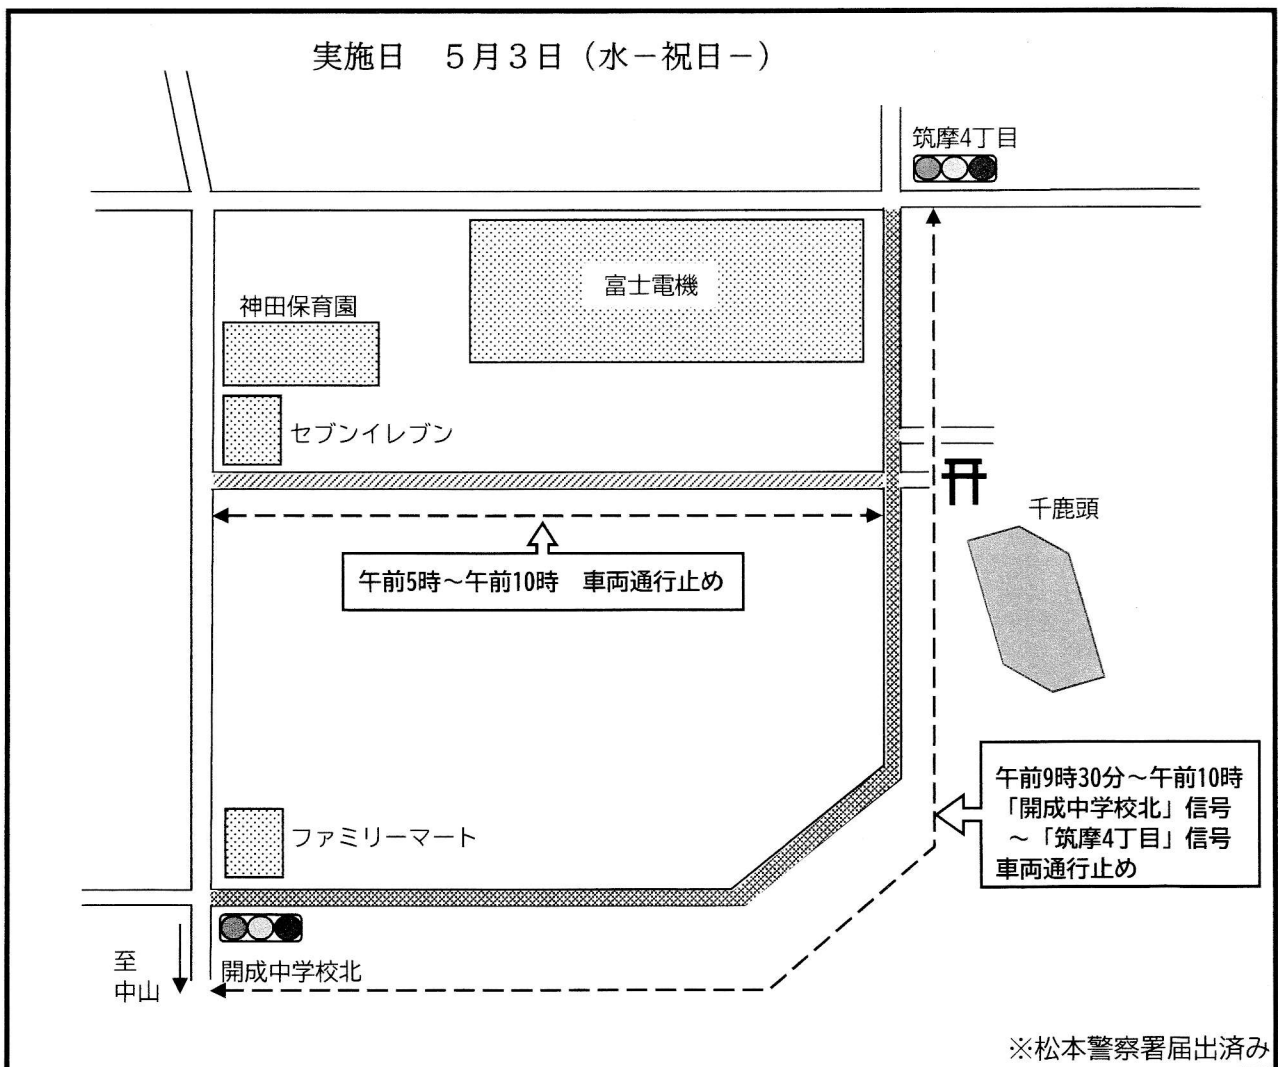 実施日　５月３日（水－祝日－）
筑摩4丁目
富士電機
神田保育園
セブンイレブン
千鹿頭
午前5時～午前10時　車両通行止め
午前9時30分～午前10時
「開成中学校北」信号
～「筑摩4丁目」信号
車両通行止め
ファミリーマート
開成中学校北
至
中山
※松本警察署届出済み